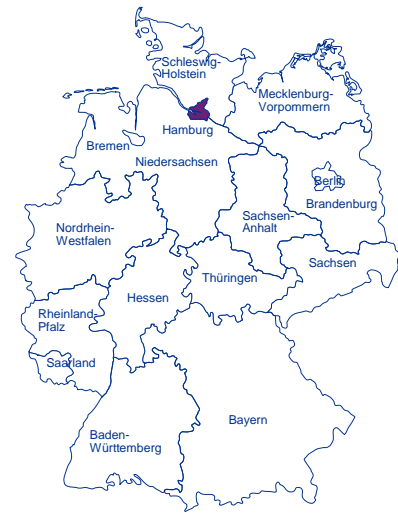 Schleswig-
Holstein
Mecklenburg-
Vorpommern
Hamburg
Bremen
Niedersachsen
Berlin
Brandenburg
Sachsen-
Anhalt
Nordrhein-
Westfalen
Sachsen
Thüringen
Hessen
Rheinland-
Pfalz
Saarland
Bayern
Baden-
Württemberg